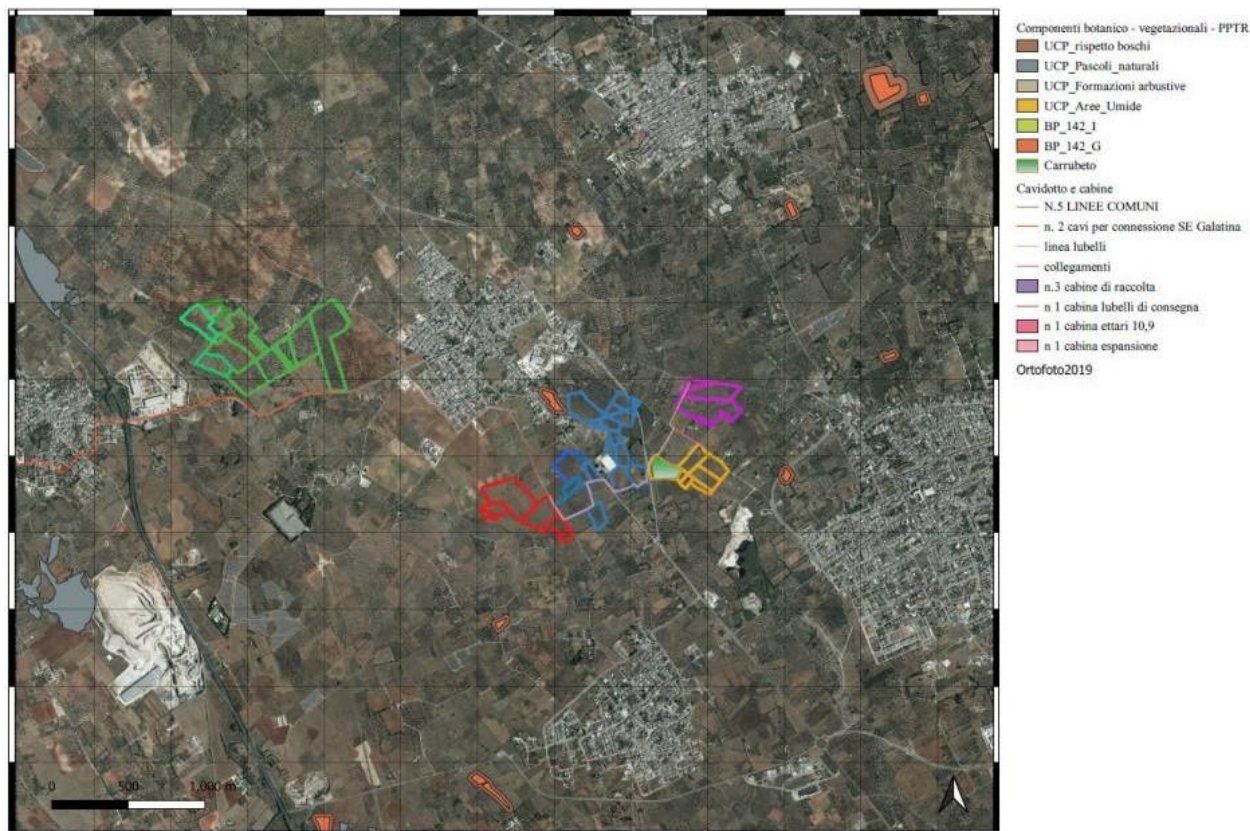 Componenti botanico - vegetazionali - PPTR
UCP_rispetto boschi
UCP_Pascoli_naturali
UCP_Formazioni arbustive
UCP_Aree_Umide
BP_142_I
BP_142_G
Carrubeto
Cavidotto e cabine
N.5 LINEE COMUNI
n. 2 cavi per connessione SE Galatina
linea lubelli
collegamenti
n.3 cabine di raccolta
n 1 cabina lubelli di consegna
n 1 cabina ettari 10,9
n 1 cabina espansione
Ortofoto2019
0 500 1,000 m